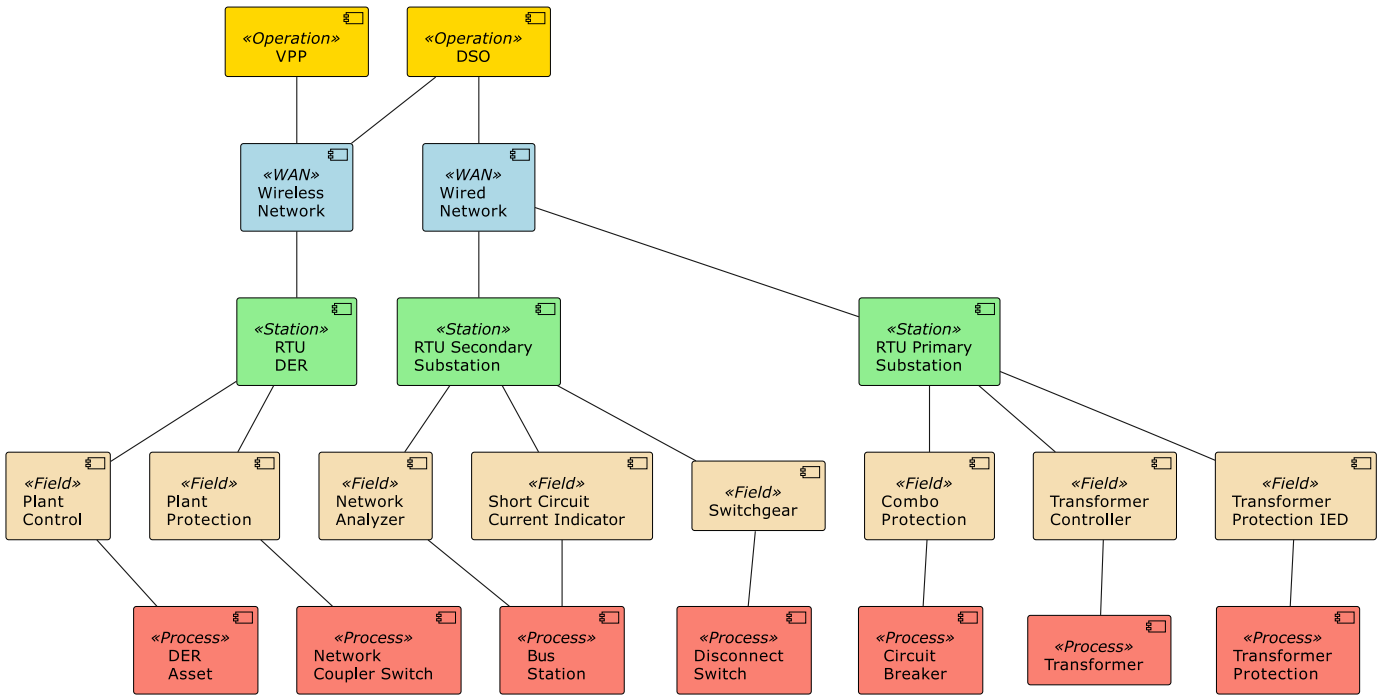 «Operation»
VPP
«Operation»
DSO
«WAN»
Wireless
Network
«WAN»
Wired
Network
«Station»
RTU
DER
«Station»
RTU Secondary
Substation
«Station»
RTU Primary
Substation
«Field»
Plant
Control
«Field»
Plant
Protection
«Field»
Network
Analyzer
«Field»
Short Circuit
Current Indicator
«Field»
Switchgear
«Field»
Combo
Protection
«Field»
Transformer
Controller
«Field»
Transformer
Protection IED
«Process»
DER
Asset
«Process»
Network
Coupler Switch
«Process»
Bus
Station
«Process»
Disconnect
Switch
«Process»
Circuit
Breaker
«Process»
Transformer
«Process»
Transformer
Protection